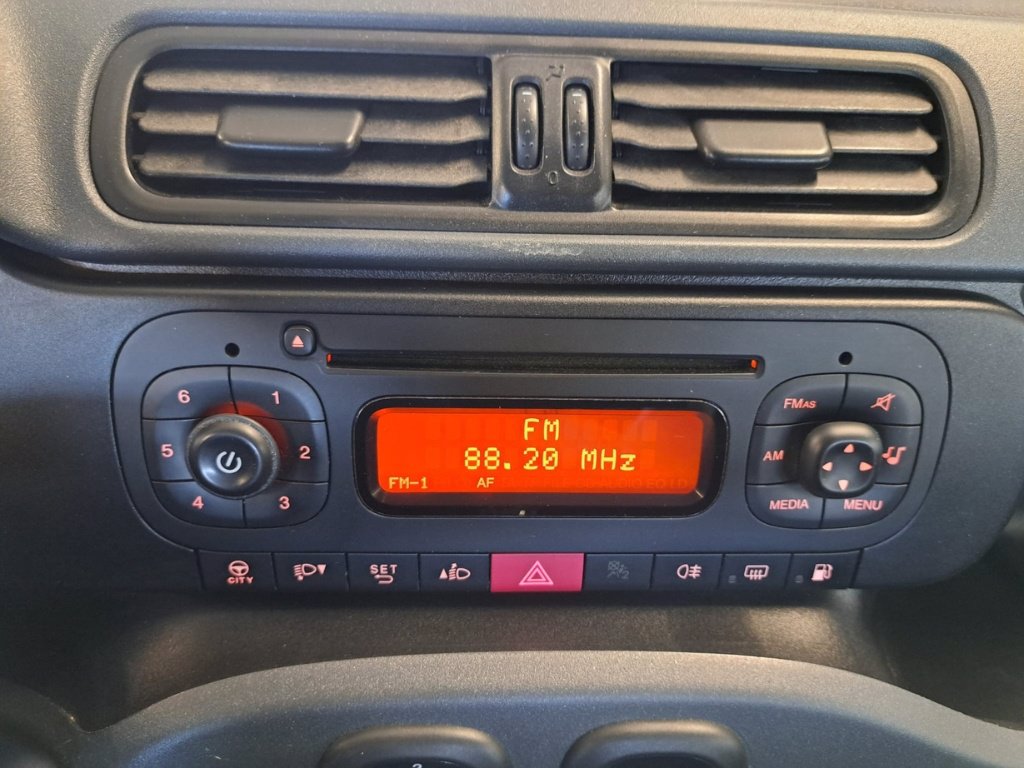 0
6 1
5 2
4 3
FM
88.20 MHz
FM-1 AF
FMAS
AM
MEDIA MENU
CITY
SET